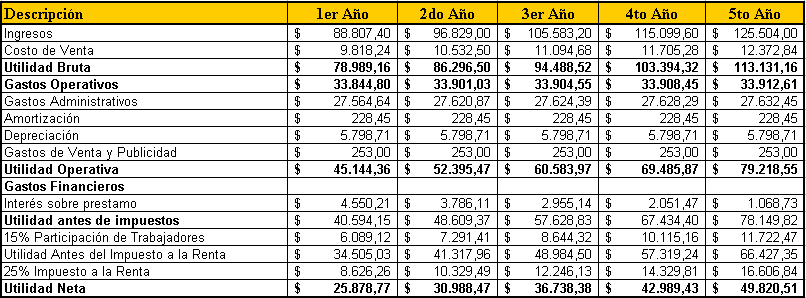 Descripción 1er Año 2do Año 3er Año 4to Año 5to Año
Ingresos $ 88.807,40 $ 96.829,00 $ 105.583,20 $ 115.099,60 $ 125.504,00
Costo de Venta $ 9.818,24 $ 10.532,50 $ 11.094,68 $ 11.705,28 $ 12.372,84
Utilidad Bruta $ 78.989,16 $ 86.296,50 $ 94.488,52 $ 103.394,32 $ 113.131,16
Gastos Operativos $ 33.844,80 $ 33.901,03 $ 33.904,55 $ 33.908,45 $ 33.912,61
Gastos Administrativos $ 27.564,64 $ 27.620,87 $ 27.624,39 $ 27.628,29 $ 27.632,45
Amortización $ 228,45 $ 228,45 $ 228,45 $ 228,45 $ 228,45
Depreciación $ 5.798,71 $ 5.798,71 $ 5.798,71 $ 5.798,71 $ 5.798,71
Gastos de Venta y Publicidad $ 253,00 $ 253,00 $ 253,00 $ 253,00 $ 253,00
Utilidad Operativa $ 45.144,36 $ 52.395,47 $ 60.583,97 $ 69.485,87 $ 79.218,55
Gastos Financieros
Interés sobre prestamo $ 4.550,21 $ 3.786,11 $ 2.955,14 $ 2.051,47 $ 1.068,73
Utilidad antes de impuestos $ 40.594,15 $ 48.609,37 $ 57.628,83 $ 67.434,40 $ 78.149,82
15% Participación de Trabajadores $ 6.089,12 $ 7.291,41 $ 8.644,32 $ 10.115,16 $ 11.722,47
Utilidad Antes del Impuesto a la Renta $ 34.505,03 $ 41.317,96 $ 48.984,50 $ 57.319,24 $ 66.427,35
25% Impuesto a la Renta $ 8.626,26 $ 10.329,49 $ 12.246,13 $ 14.329,81 $ 16.606,84
Utilidad Neta $ 25.878,77 $ 30.988,47 $ 36.738,38 $ 42.989,43 $ 49.820,51